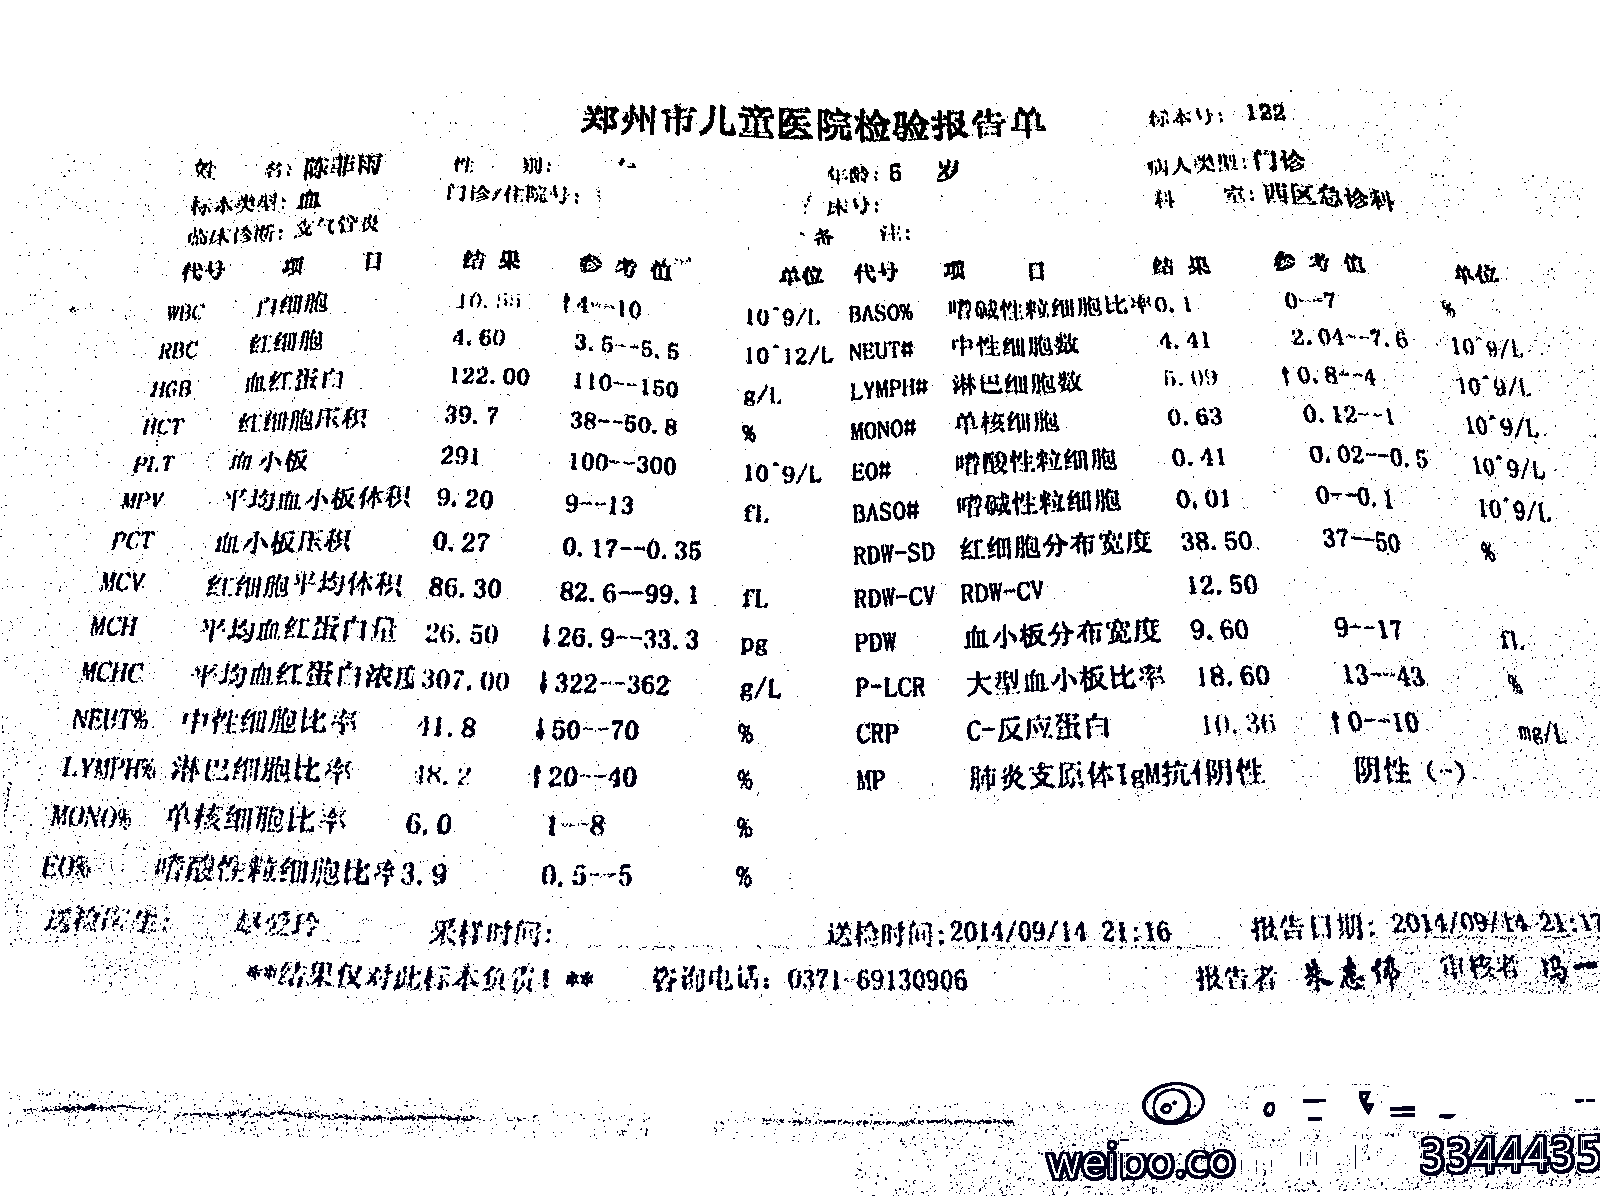 郑州市儿童医院检验报告单 标本号: 122
姓 名: 陈菲雨 性 别: 年龄: 6 岁 病人类型: 门诊
标本类型: 血 门诊/住院号: 床号: 科 室: 西区急诊科
临床诊断: 支气管炎 备 注:
代号 项 目 结 果 参 考 值 单位 代号 项 目 结 果 参 考 值 单位
WBC 白细胞 ↑4--10 10^9/L BASO% 嗜碱性粒细胞比率 0.1 0--7 %
RBC 红细胞 4.60 3.5--5.5 10^12/L NEUT# 中性细胞数 4.41 2.04--7.6 10^9/L
HGB 血红蛋白 122.00 110--150 g/L LYMPH# 淋巴细胞数 5.09 ↑0.8--4 10^9/L
HCT 红细胞压积 39.7 38--50.8 % MONO# 单核细胞 0.63 0.12--1 10^9/L
PLT 血小板 291 100--300 10^9/L EO# 嗜酸性粒细胞 0.41 0.02--0.5 10^9/L
MPV 平均血小板体积 9.20 9--13 fL BASO# 嗜碱性粒细胞 0.01 0--0.1 10^9/L
PCT 血小板压积 0.27 0.17--0.35 RDW-SD 红细胞分布宽度 38.50 37--50 %
MCV 红细胞平均体积 86.30 82.6--99.1 fL RDW-CV RDW-CV 12.50
MCH 平均血红蛋白量 26.50 ↓26.9--33.3 pg PDW 血小板分布宽度 9.60 9--17 fL
MCHC 平均血红蛋白浓度 307.00 ↓322--362 g/L P-LCR 大型血小板比率 18.60 13--43 %
NEUT% 中性细胞比率 41.8 ↓50--70 % CRP C-反应蛋白 10.36 ↑0--10 mg/L
LYMPH% 淋巴细胞比率 48.2 ↑20--40 % MP 肺炎支原体IgM抗 阴性 阴性 (-)
MONO% 单核细胞比率 6.0 1--8 %
EO% 嗜酸性粒细胞比率 3.9 0.5--5 %
送检医生: 赵爱玲 采样时间: 送检时间: 2014/09/14 21:16 报告日期: 2014/09/14 21:17
**结果仅对此标本负责! ** 咨询电话: 0371-69130906 报告者 朱志伟 审核者 冯一
weibo.co 3344435